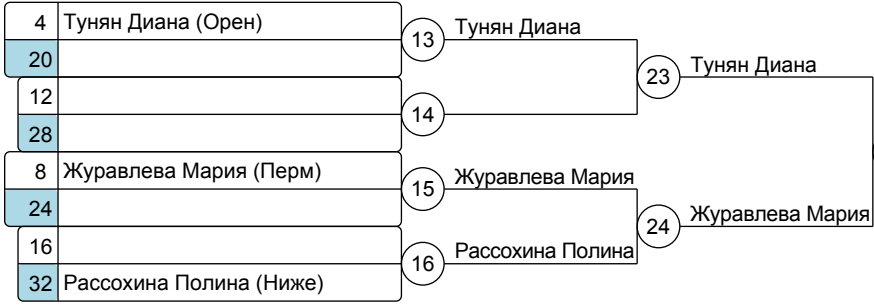 4 Тунян Диана (Орен)
13 Тунян Диана
20
23 Тунян Диана
12
14
28
8 Журавлева Мария (Перм)
15 Журавлева Мария
24
24 Журавлева Мария
16
16 Рассохина Полина
32 Рассохина Полина (Ниже)